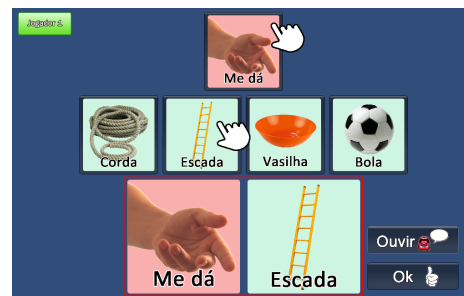 Jogador 1
Me dá
Corda
Escada
Vasilha
Bola
Me dá
Escada
Ouvir
Ok